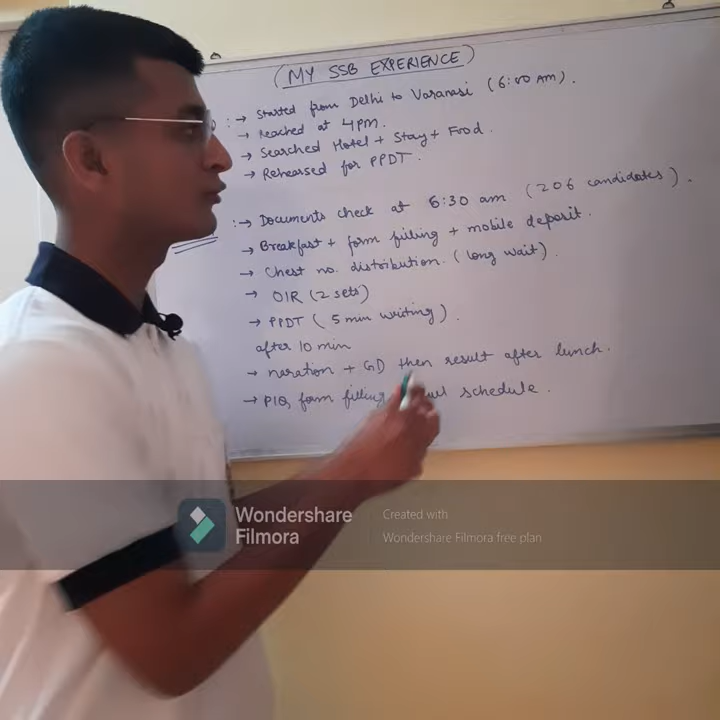 (MY SSB EXPERIENCE)
:→ Started from Delhi to Varanasi (6:00 AM).
→ Reached at 4PM.
→ Searched Hotel + Stay + Food.
→ Rehearsed for PPDT.
:→ Documents check at 6:30 am (206 candidates).
→ Breakfast + form filling + mobile deposit.
→ Chest no. distribution. (long wait).
→ OIR (2 sets)
→ PPDT (5 min writing).
after 10 min
→ naration + GD then result after lunch.
→ PIQ form filling schedule.
Wondershare
Filmora
Created with
Wondershare Filmora free plan